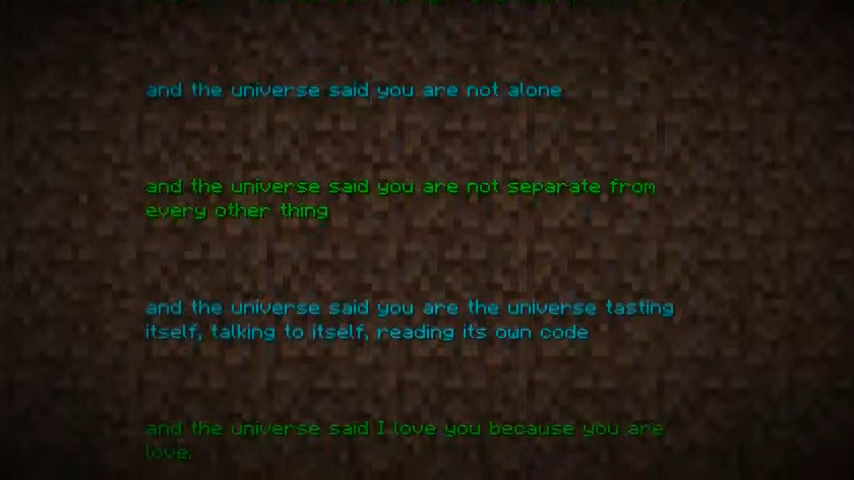 and the universe said you are not alone
and the universe said you are not separate from
every other thing
and the universe said you are the universe tasting
itself, talking to itself, reading its own code
and the universe said I love you because you are
love.